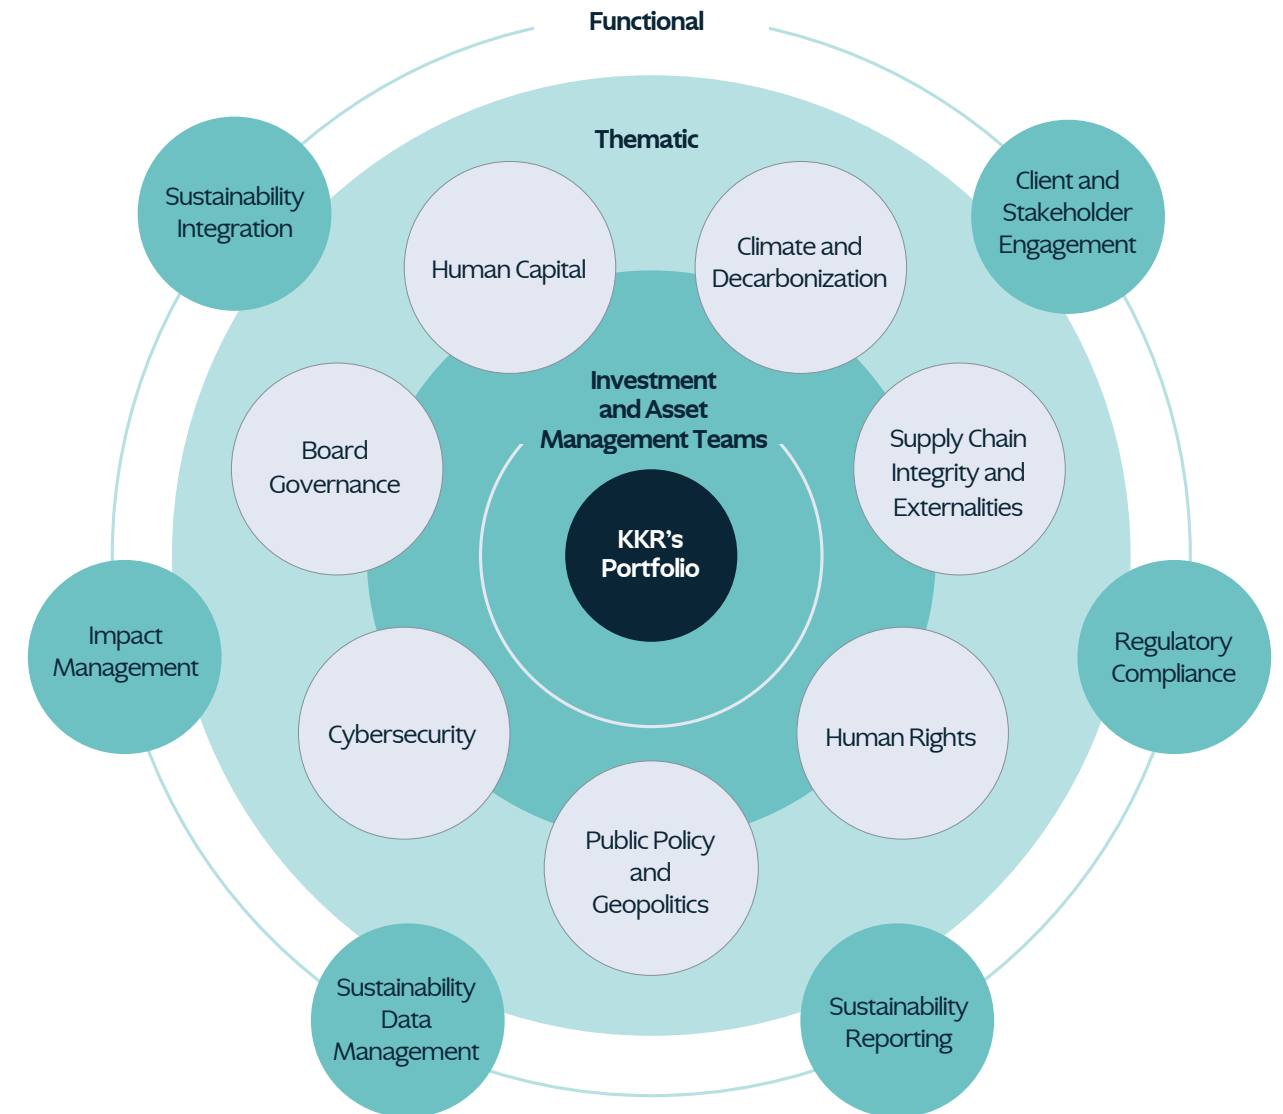 Functional
Thematic
Sustainability
Integration
Client and
Stakeholder
Engagement
Human Capital
Climate and
Decarbonization
Investment
and Asset
Management Teams
Board
Governance
Supply Chain
Integrity and
Externalities
KKR’s
Portfolio
Impact
Management
Regulatory
Compliance
Cybersecurity
Human Rights
Public Policy
and
Geopolitics
Sustainability
Data
Management
Sustainability
Reporting